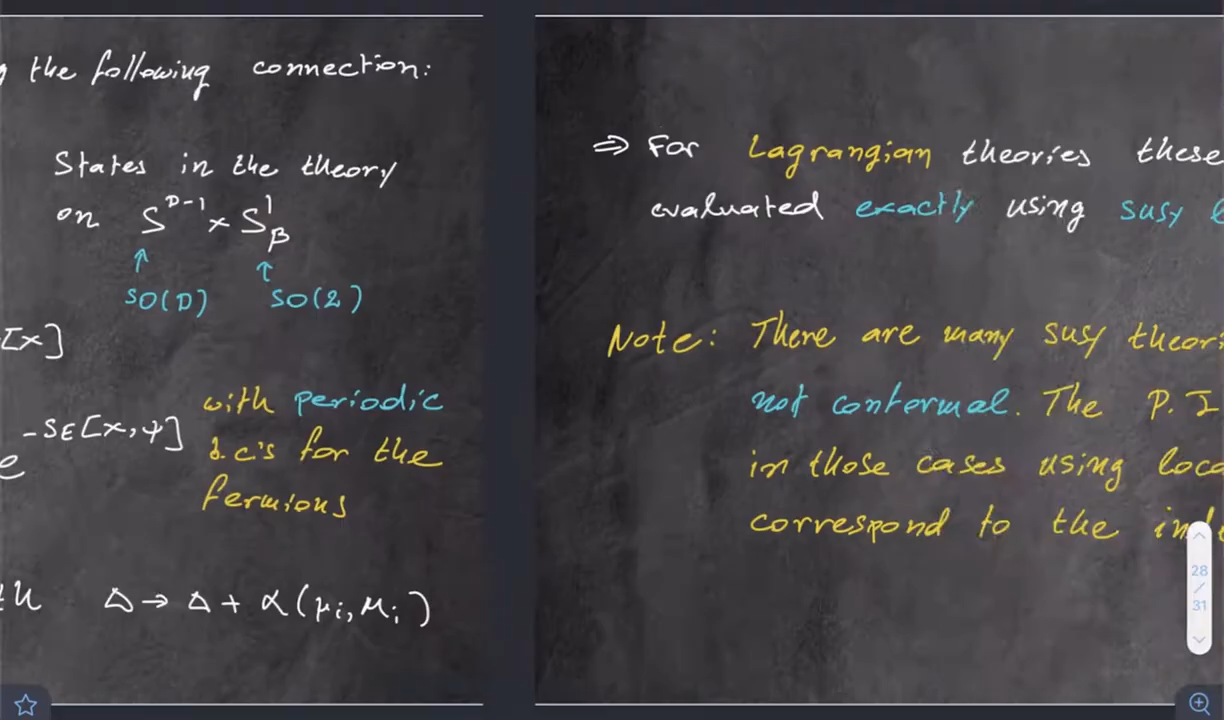 the following connection:
States in the theory
on S^{D-1} × S^1_β
↑ ↑
SO(D) SO(2)
[x]
e^{-S_E[x,ψ]}
with periodic
b.c's for the
fermions
Δ → Δ + α(μ_i, M_i)
⇒ For Lagrangian theories these
evaluated exactly using susy
Note: There are many susy theor
not conformal. The P.I
in those cases using loca
correspond to the in
28
/
31